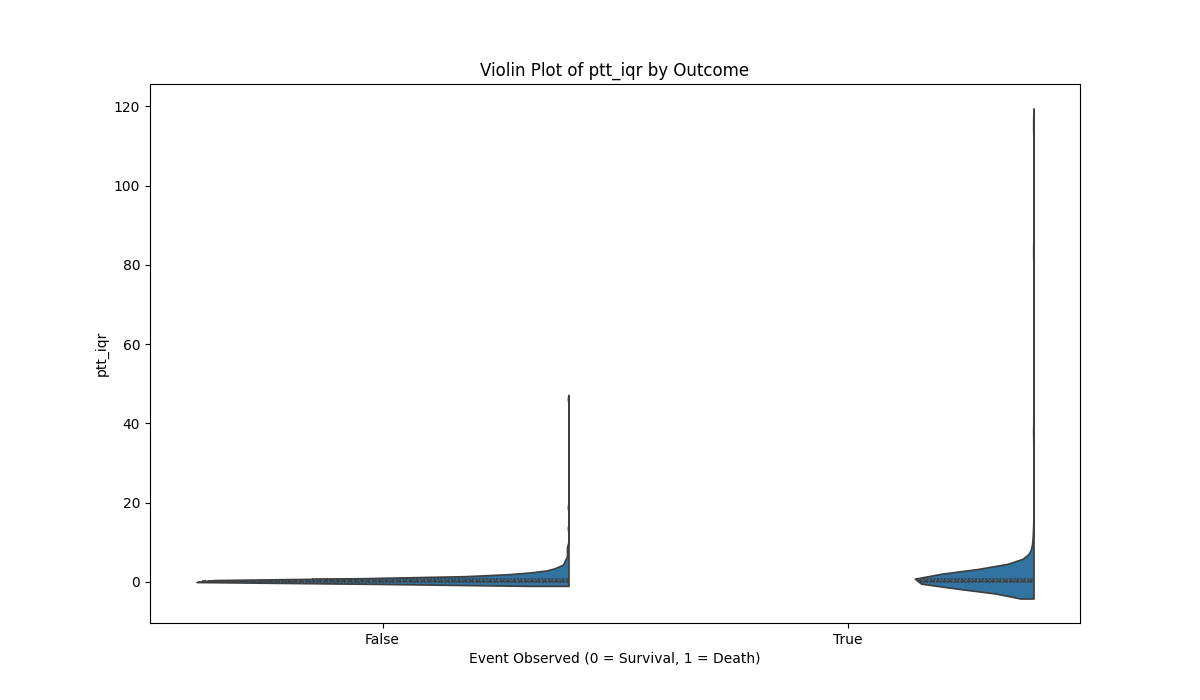 Violin Plot of ptt_iqr by Outcome
120
100
80
60
40
20
0
ptt_iqr
False
True
Event Observed (0 = Survival, 1 = Death)